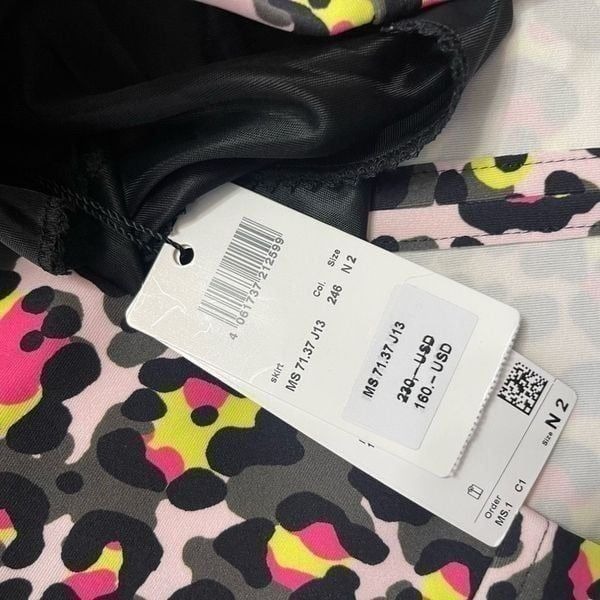 4 061737 212599
skirt
MS 71.37 J13
Col.
246
Size
N 2
MS 71.37 J13
230.– USD
160.– USD
Size
N 2
Order
MS.1
C1